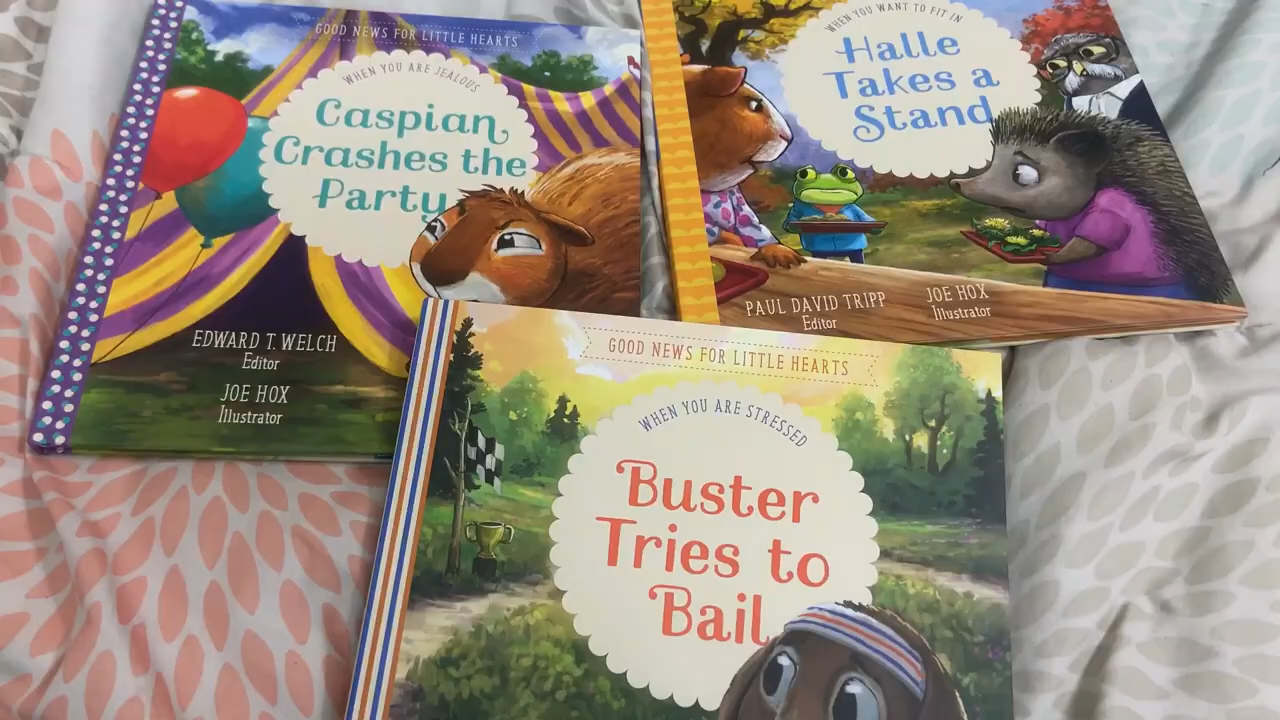 GOOD NEWS FOR LITTLE HEARTS
WHEN YOU ARE JEALOUS
Caspian
Crashes the
Party
EDWARD T. WELCH
Editor
JOE HOX
Illustrator
WHEN YOU WANT TO FIT IN
Halle
Takes a
Stand
PAUL DAVID TRIPP
Editor
JOE HOX
Illustrator
GOOD NEWS FOR LITTLE HEARTS
WHEN YOU ARE STRESSED
Buster
Tries to
Bail